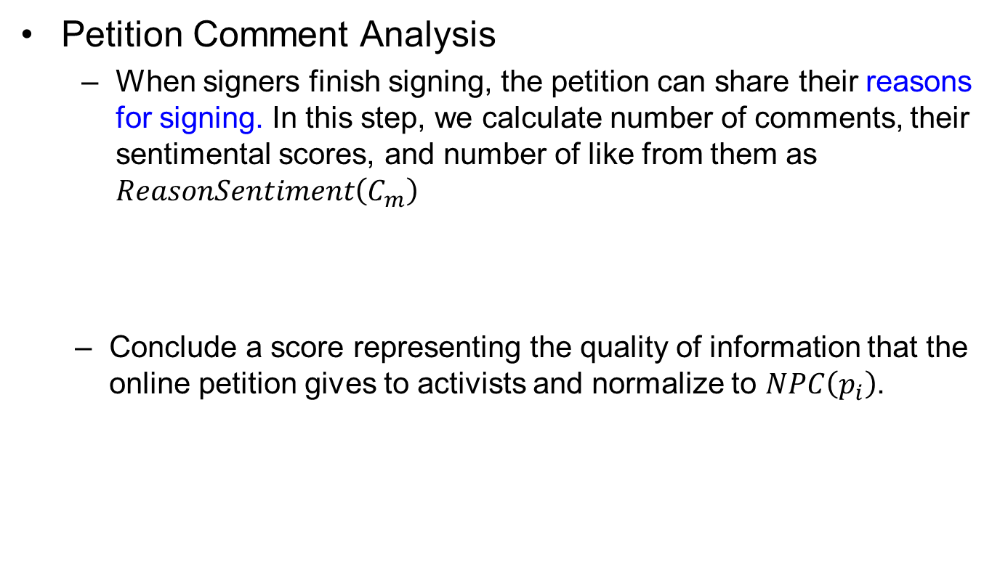 • Petition Comment Analysis
– When signers finish signing, the petition can share their reasons
for signing. In this step, we calculate number of comments, their
sentimental scores, and number of like from them as
𝑅𝑒𝑎𝑠𝑜𝑛𝑆𝑒𝑛𝑡𝑖𝑚𝑒𝑛𝑡(𝐶𝑚)
– Conclude a score representing the quality of information that the
online petition gives to activists and normalize to 𝑁𝑃𝐶(𝑝𝑖).